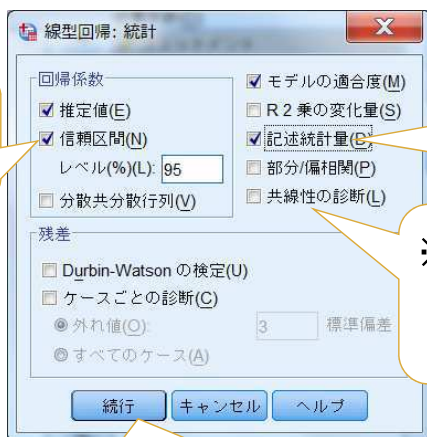 線型回帰: 統計
回帰係数
推定値(E)
信頼区間(N)
レベル(%)(L): 95
分散共分散行列(V)
モデルの適合度(M)
R 2 乗の変化量(S)
記述統計量(D)
部分/偏相関(P)
共線性の診断(L)
残差
Durbin-Watson の検定(U)
ケースごとの診断(C)
外れ値(O): 3 標準偏差
すべてのケース(A)
続行 キャンセル ヘルプ
※